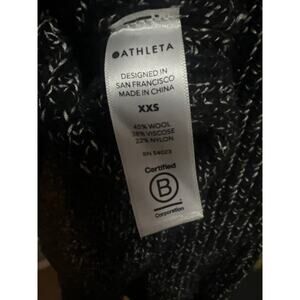 ATHLETA
DESIGNED IN
SAN FRANCISCO
MADE IN CHINA
XXS
40% WOOL
38% VISCOSE
22% NYLON
RN 54023
Certified
B
Corporation